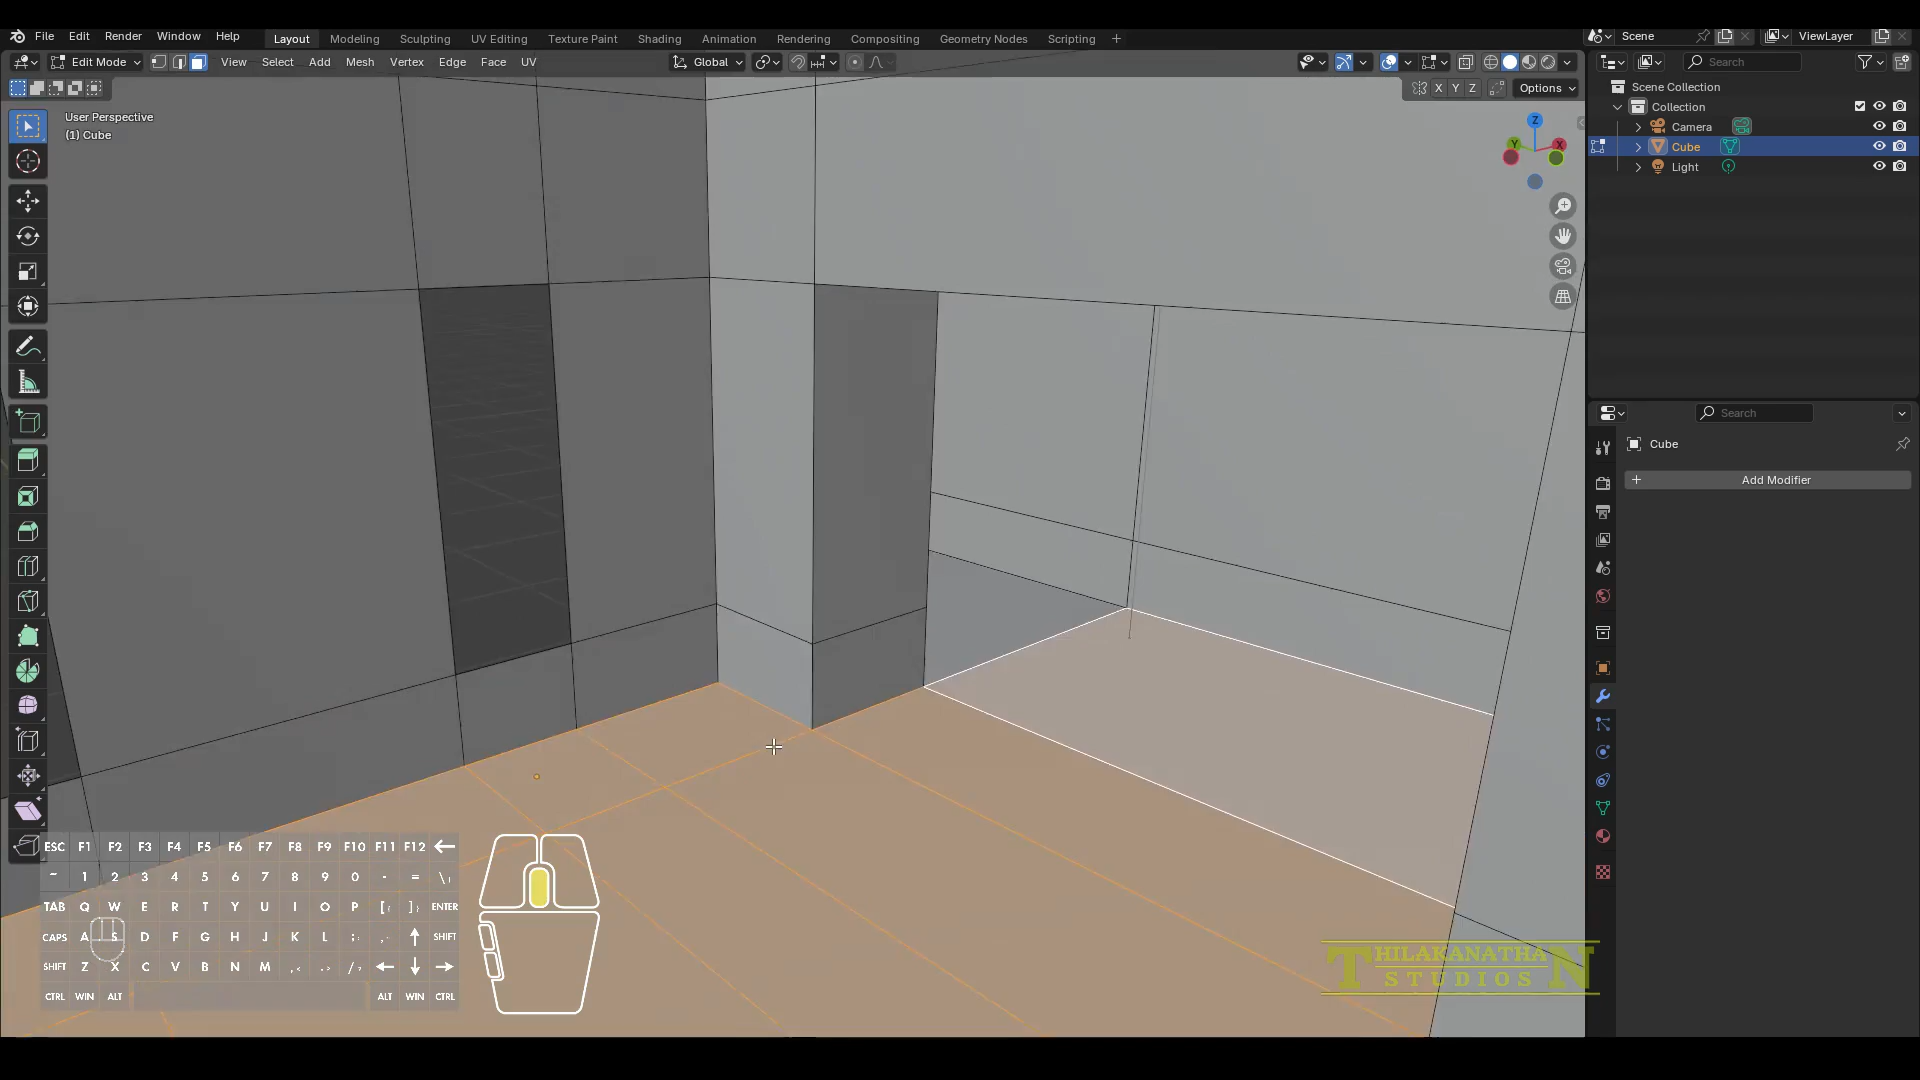 File Edit Render Window Help Layout Modeling Sculpting UV Editing Texture Paint Shading Animation Rendering Compositing Geometry Nodes Scripting + Scene ViewLayer
Edit Mode View Select Add Mesh Vertex Edge Face UV Global Search
X Y Z Options
User Perspective
(1) Cube
Z
Y X
Scene Collection
Collection
Camera
Cube
Light
Search
Cube
+ Add Modifier
ESC F1 F2 F3 F4 F5 F6 F7 F8 F9 F10 F11 F12
~ 1 2 3 4 5 6 7 8 9 0 - = \
TAB Q W E R T Y U I O P [ ] ENTER
CAPS A S D F G H J K L ; SHIFT
SHIFT Z X C V B N M , . /
CTRL WIN ALT ALT WIN CTRL
THILAKANATHAN
STUDIOS